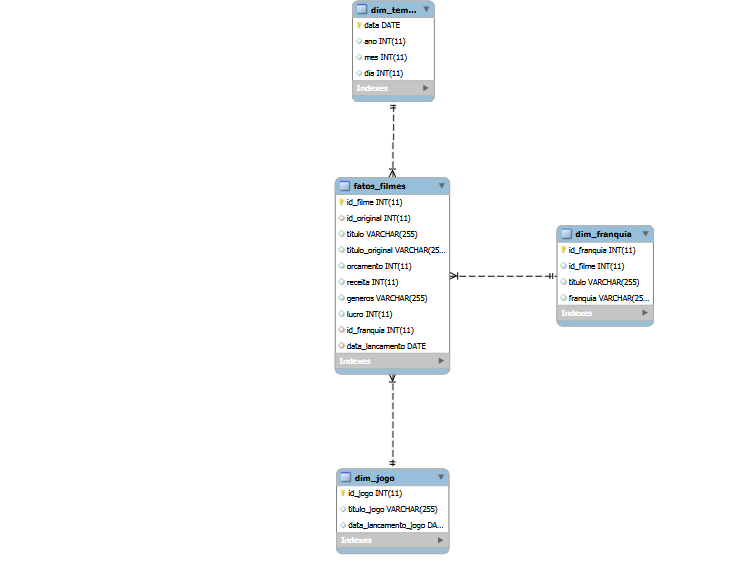 dim_tem...
data DATE
ano INT(11)
mes INT(11)
dia INT(11)
Indexes
fatos_filmes
id_filme INT(11)
id_original INT(11)
titulo VARCHAR(255)
titulo_original VARCHAR(25...
orcamento INT(11)
receita INT(11)
generos VARCHAR(255)
lucro INT(11)
id_franquia INT(11)
data_lancamento DATE
Indexes
dim_franquia
id_franquia INT(11)
id_filme INT(11)
titulo VARCHAR(255)
franquia VARCHAR(25...
Indexes
dim_jogo
id_jogo INT(11)
titulo_jogo VARCHAR(255)
data_lancamento_jogo DA...
Indexes